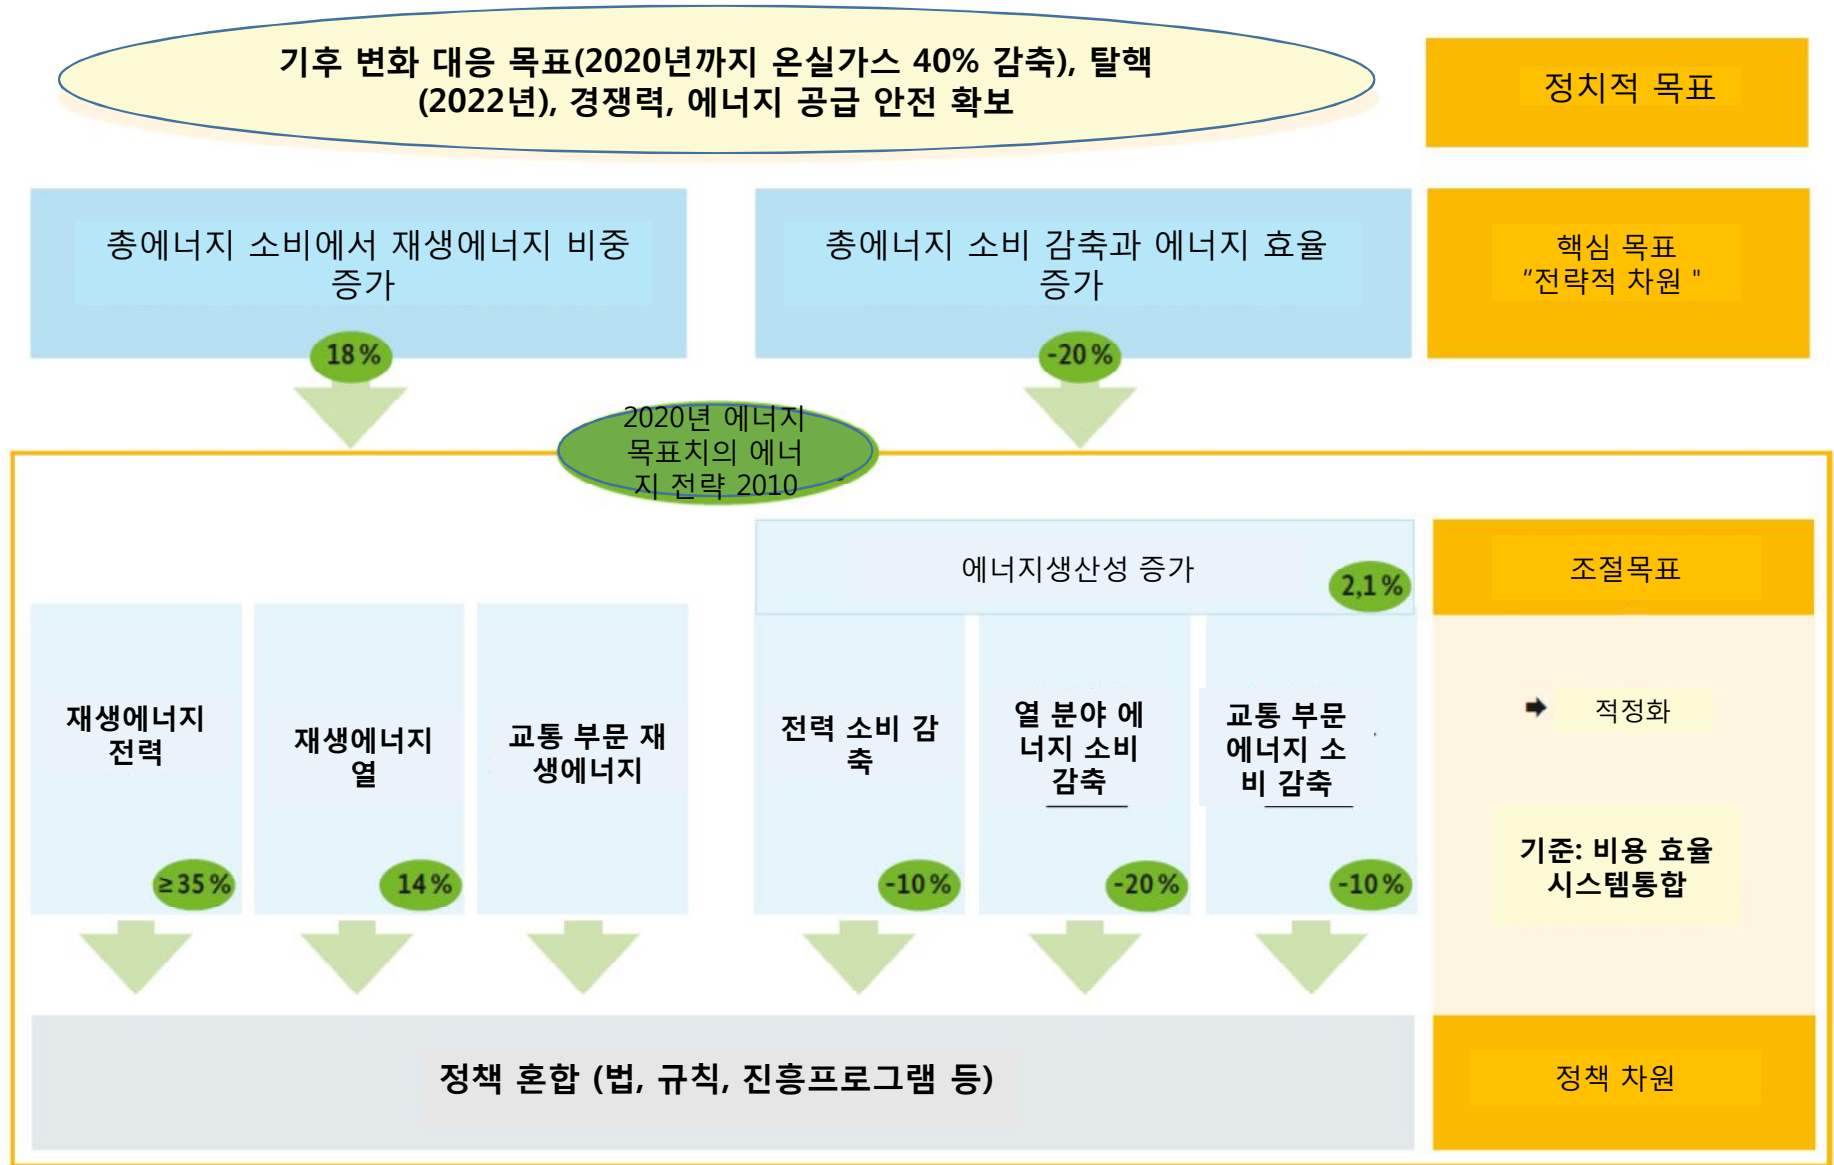 기후 변화 대응 목표(2020년까지 온실가스 40% 감축), 탈핵
(2022년), 경쟁력, 에너지 공급 안전 확보
정치적 목표
총에너지 소비에서 재생에너지 비중
증가
18%
총에너지 소비 감축과 에너지 효율
증가
-20%
핵심 목표
“전략적 차원 "
2020년 에너지
목표치의 에너
지 전략 2010
에너지생산성 증가
2,1%
조절목표
재생에너지
전력
≥35%
재생에너지
열
14%
교통 부문 재
생에너지
전력 소비 감
축
-10%
열 분야 에
너지 소비
감축
-20%
교통 부문
에너지 소
비 감축
-10%
적정화
기준: 비용 효율
시스템통합
정책 혼합 (법, 규칙, 진흥프로그램 등)
정책 차원